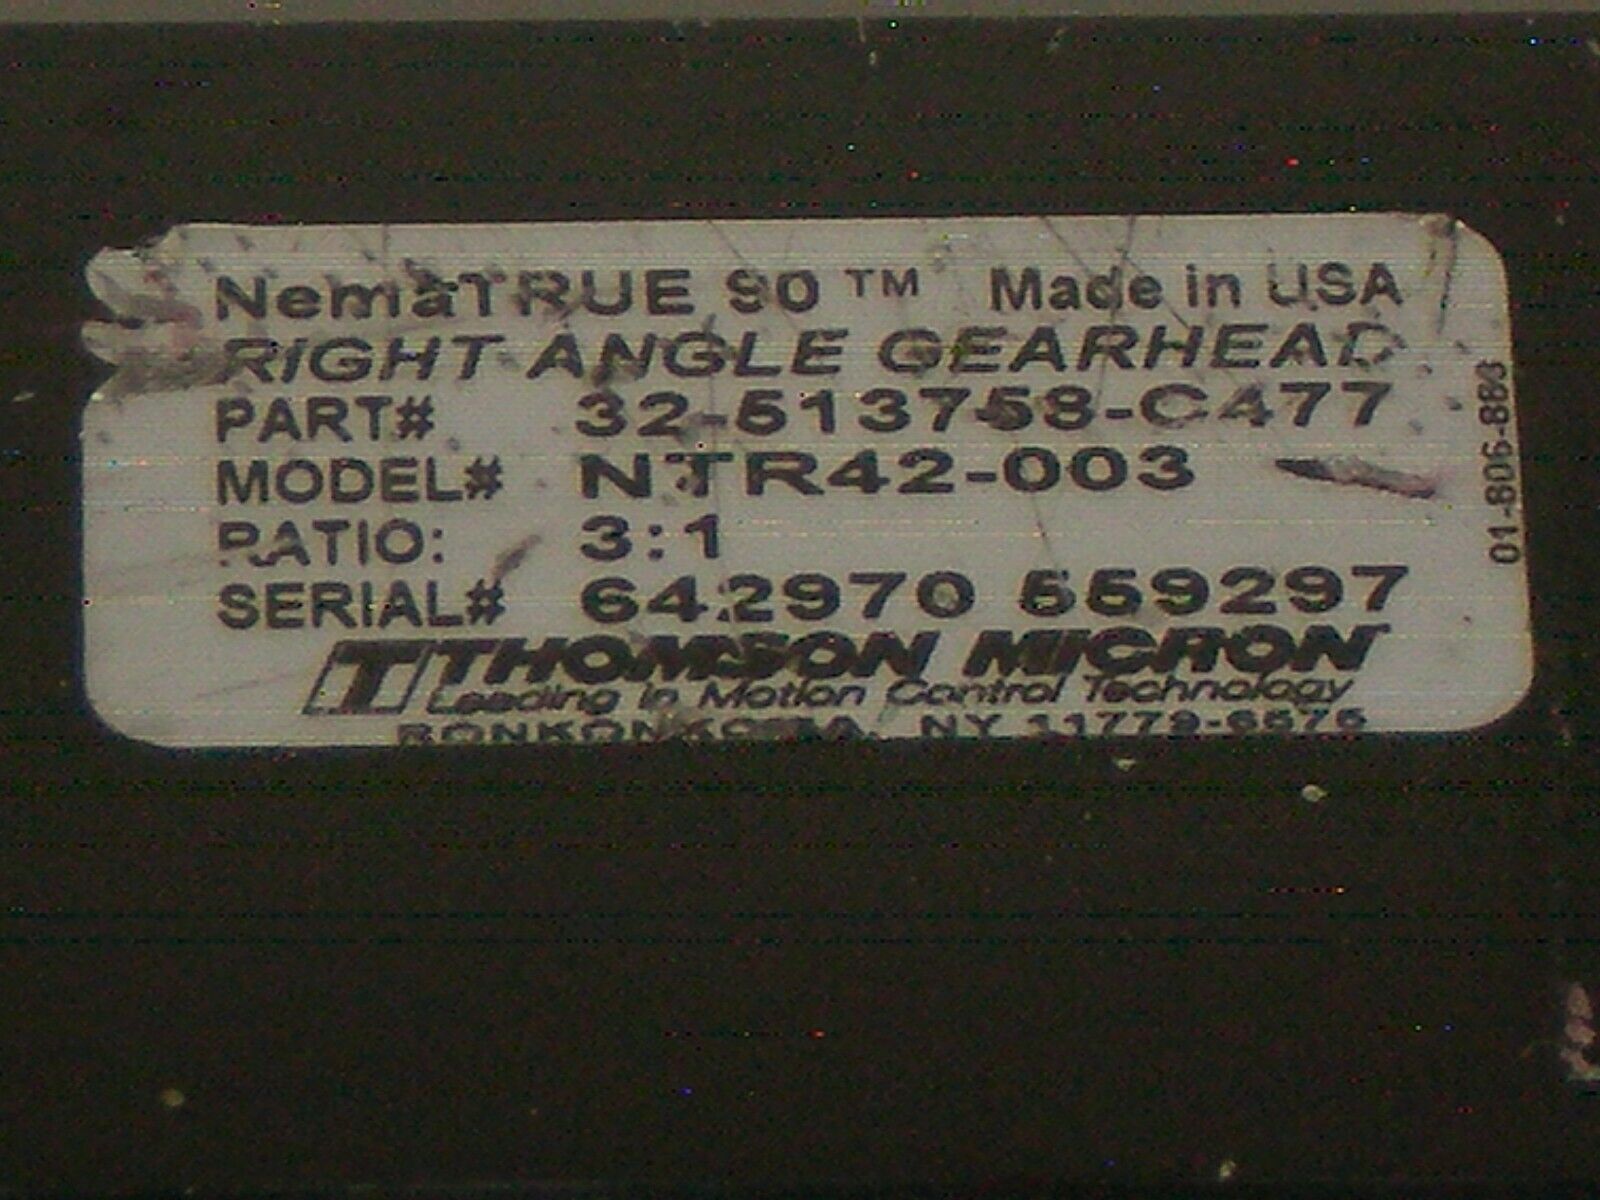 NemaTRUE 90 ™ Made in USA
RIGHT ANGLE GEARHEAD
PART# 32-513758-C477
MODEL# NTR42-003
RATIO: 3:1
SERIAL# 642970 559297
T THOMSON MICRON
Leading in Motion Control Technology
RONKONKOMA, NY 11779-6575
01-806-883